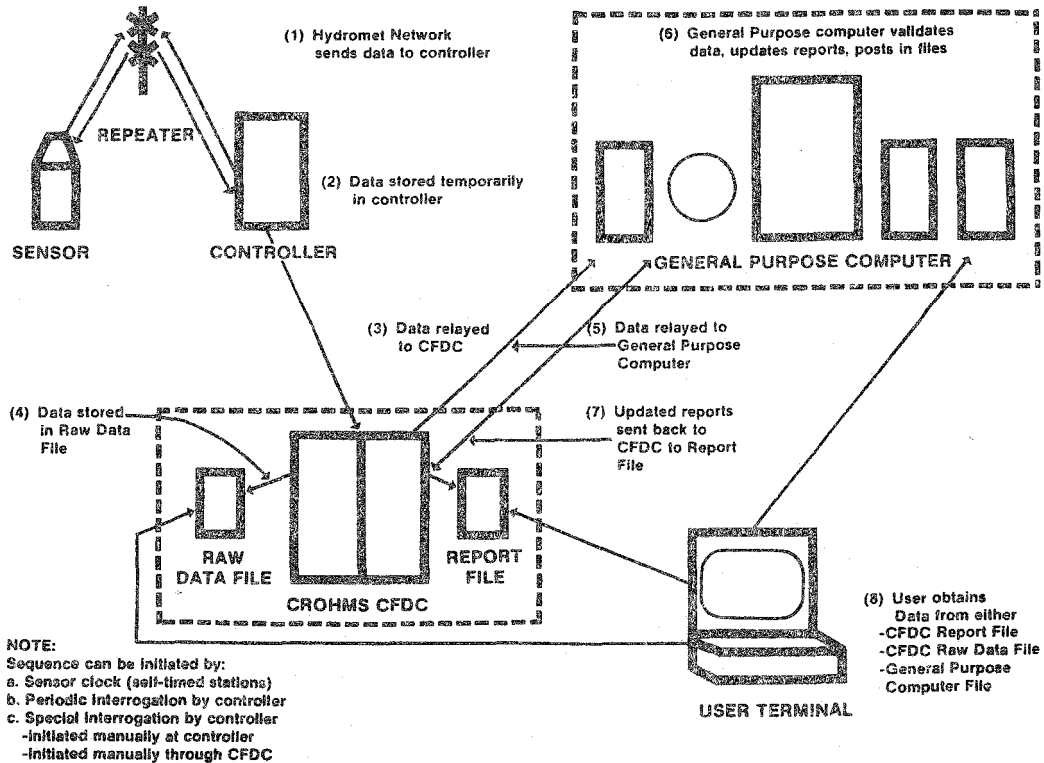 (1) Hydromet Network
sends data to controller
(6) General Purpose computer validates
data, updates reports, posts in files
REPEATER
(2) Data stored temporarily
in controller
SENSOR
CONTROLLER
GENERAL PURPOSE COMPUTER
(3) Data relayed
to CFDC
(5) Data relayed to
General Purpose
Computer
(4) Data stored
in Raw Data
File
(7) Updated reports
sent back to
CFDC to Report
File
RAW
DATA FILE
REPORT
FILE
CROHMS CFDC
(8) User obtains
Data from either
-CFDC Report File
-CFDC Raw Data File
-General Purpose
Computer File
USER TERMINAL
NOTE:
Sequence can be initiated by:
a. Sensor clock (self-timed stations)
b. Periodic interrogation by controller
c. Special interrogation by controller
-initiated manually at controller
-initiated manually through CFDC